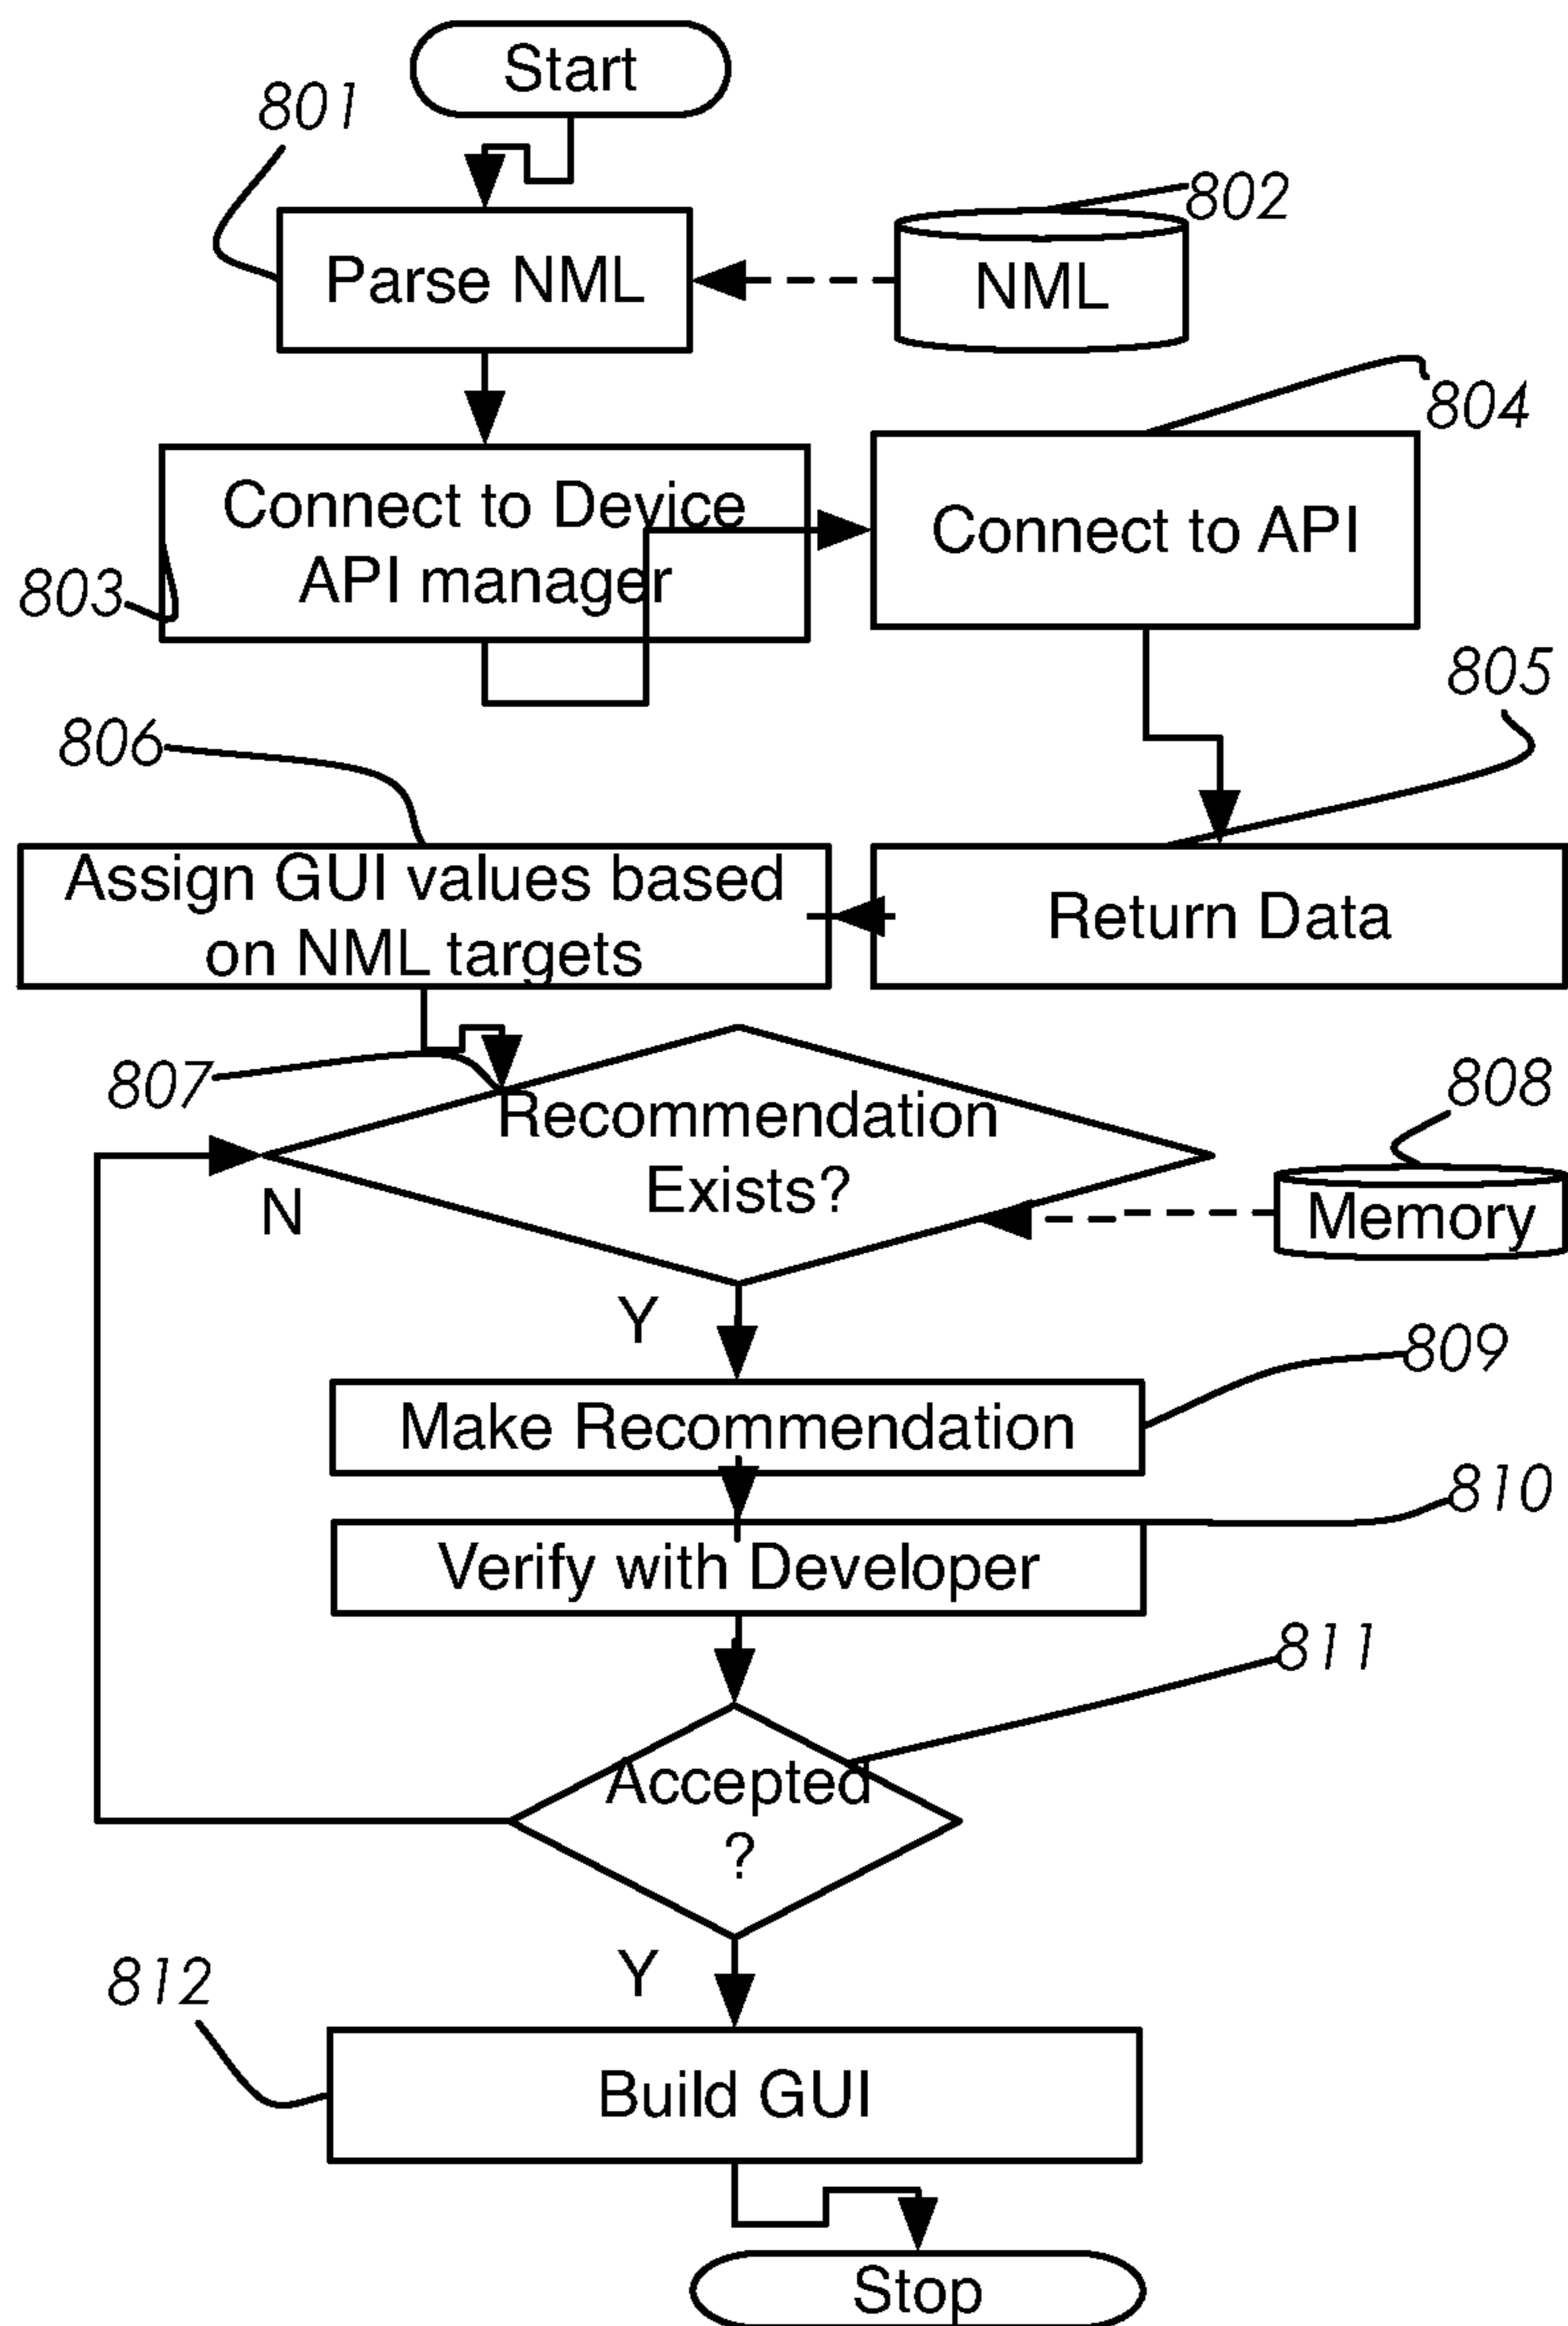 Start
801
802
Parse NML
NML
804
Connect to Device
API manager
Connect to API
803
805
806
Assign GUI values based
on NML targets
Return Data
807
808
Recommendation
Exists?
N
Memory
Y
809
Make Recommendation
810
Verify with Developer
811
Accepted
?
Y
812
Build GUI
Stop